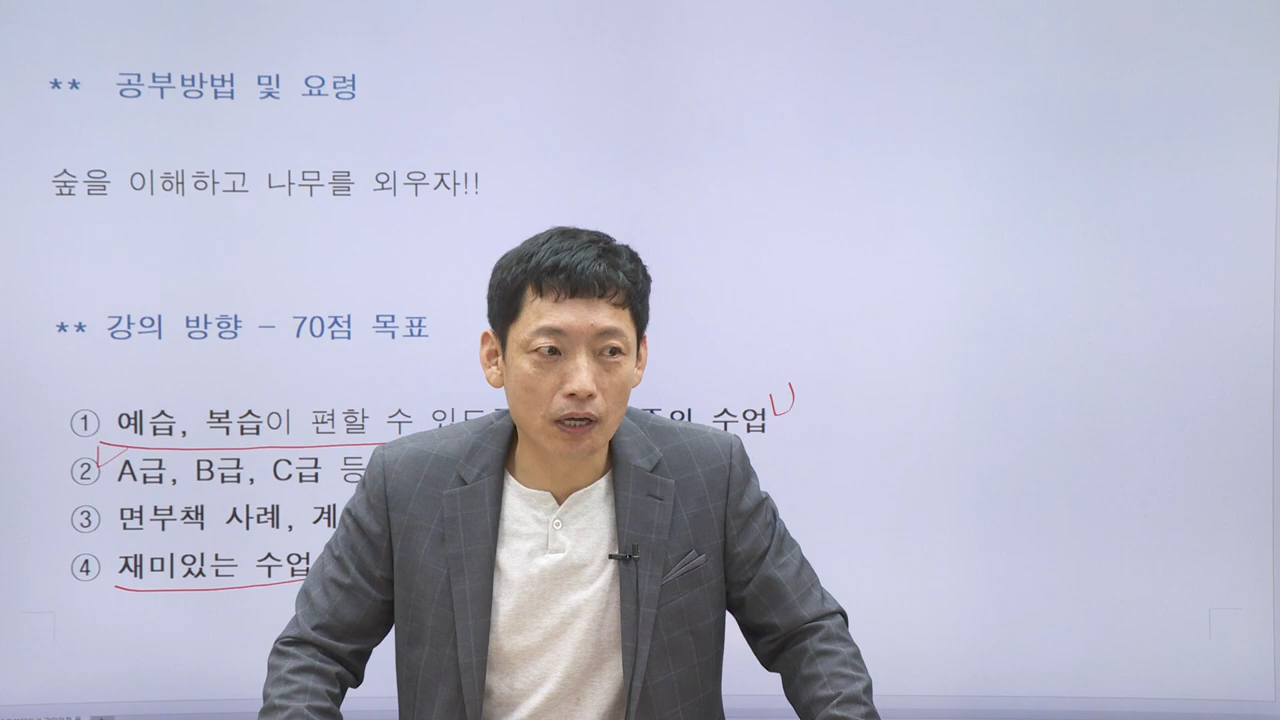 ** 공부방법 및 요령
숲을 이해하고 나무를 외우자!!
** 강의 방향 - 70점 목표
① 예습, 복습이 편할 수 수업
② A급, B급, C급 등
③ 면부책 사례, 계
④ 재미있는 수업